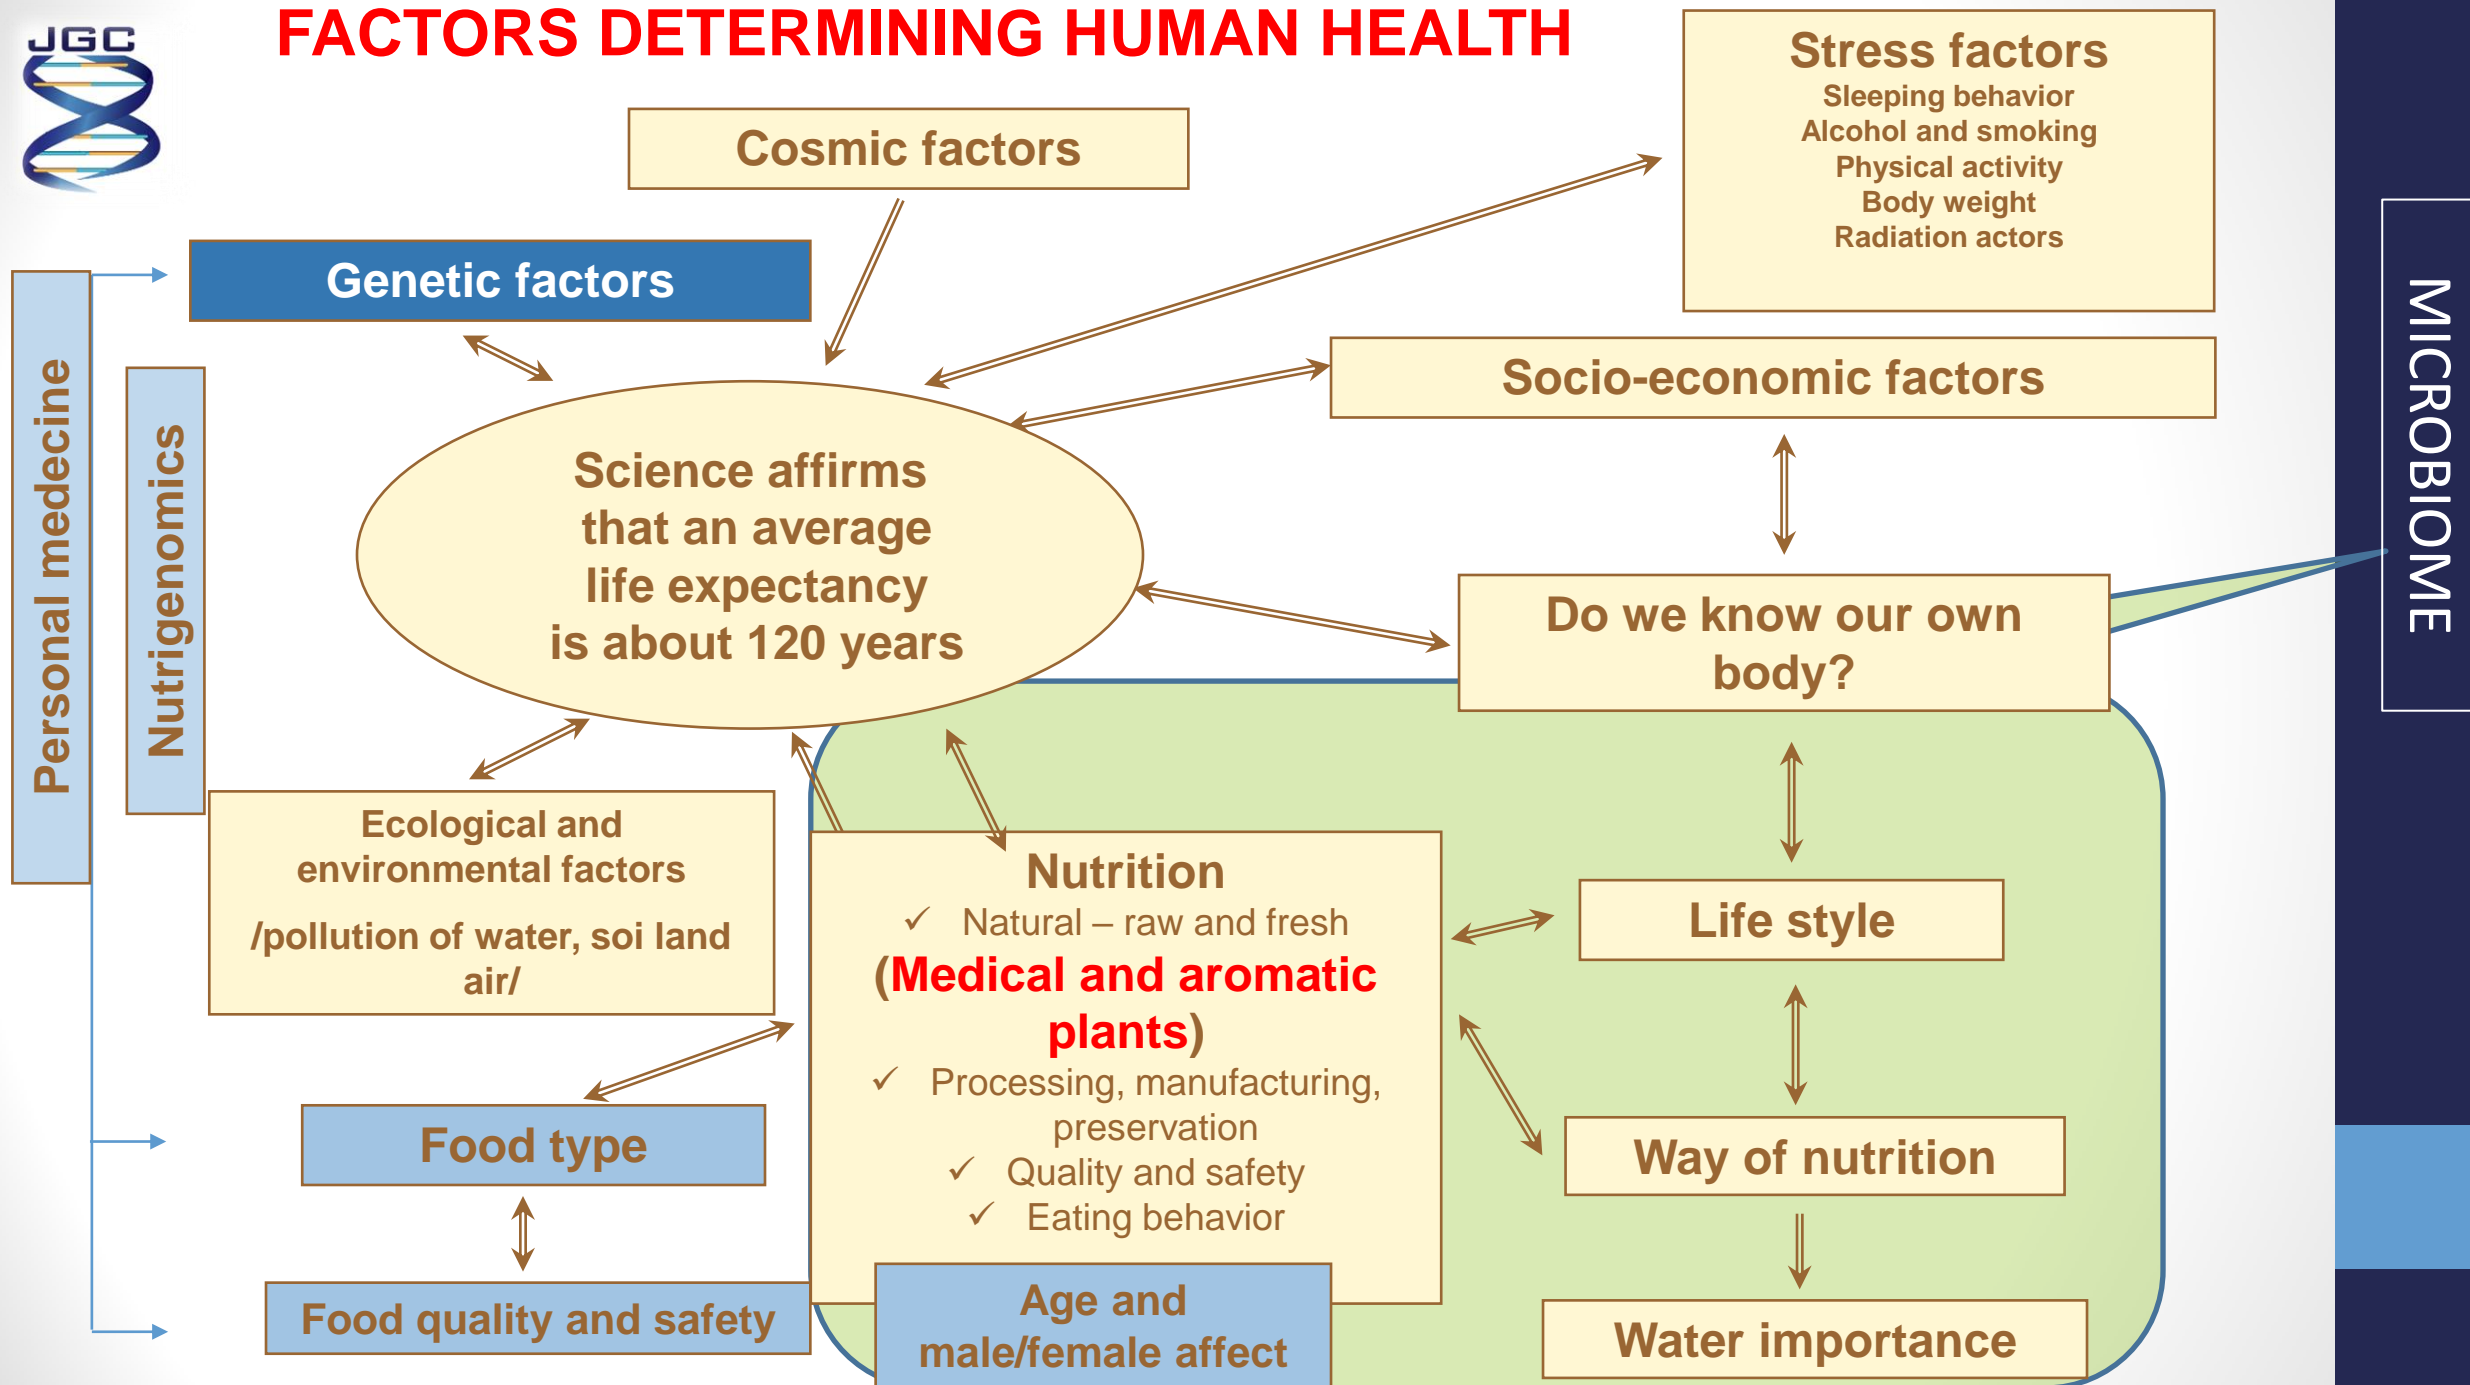 JGC
FACTORS DETERMINING HUMAN HEALTH
Stress factors
Sleeping behavior
Alcohol and smoking
Physical activity
Body weight
Radiation actors
Cosmic factors
Genetic factors
Socio-economic factors
Personal medecine
Nutrigenomics
MICROBIOME
Science affirms
that an average
life expectancy
is about 120 years
Do we know our own
body?
Ecological and
environmental factors
/pollution of water, soi land
air/
Nutrition
✓ Natural – raw and fresh
(Medical and aromatic
plants)
✓ Processing, manufacturing,
preservation
✓ Quality and safety
✓ Eating behavior
Life style
Food type
Way of nutrition
Food quality and safety
Age and
male/female affect
Water importance